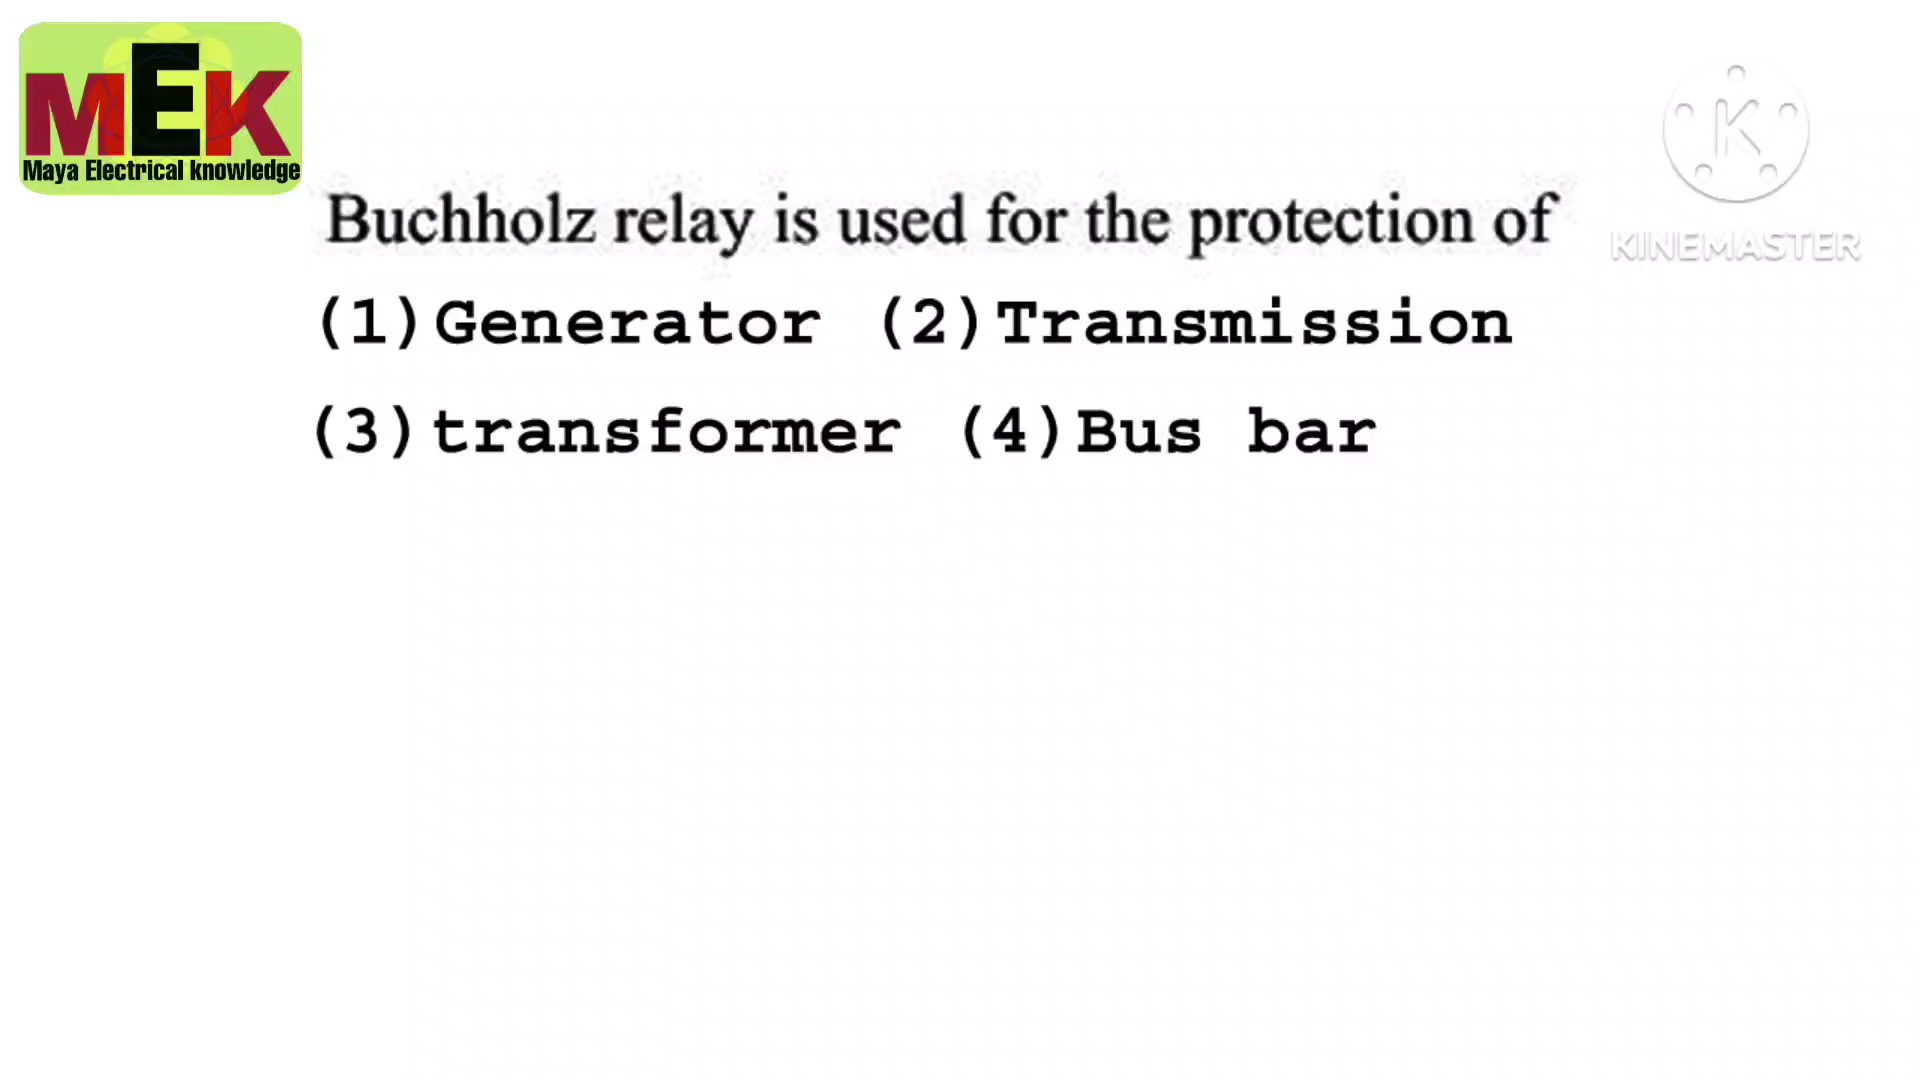 MEK
Maya Electrical knowledge
K
KINEMASTER
Buchholz relay is used for the protection of
(1)Generator (2)Transmission
(3)transformer (4)Bus bar